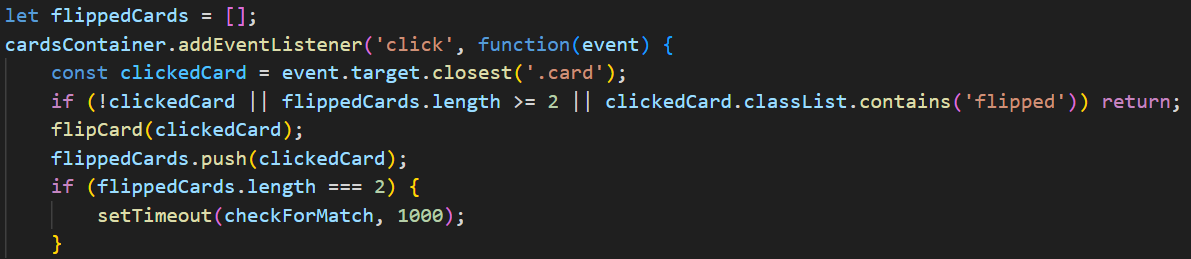 let flippedCards = [];
cardsContainer.addEventListener('click', function(event) {
    const clickedCard = event.target.closest('.card');
    if (!clickedCard || flippedCards.length >= 2 || clickedCard.classList.contains('flipped')) return;
    flipCard(clickedCard);
    flippedCards.push(clickedCard);
    if (flippedCards.length === 2) {
        setTimeout(checkForMatch, 1000);
    }